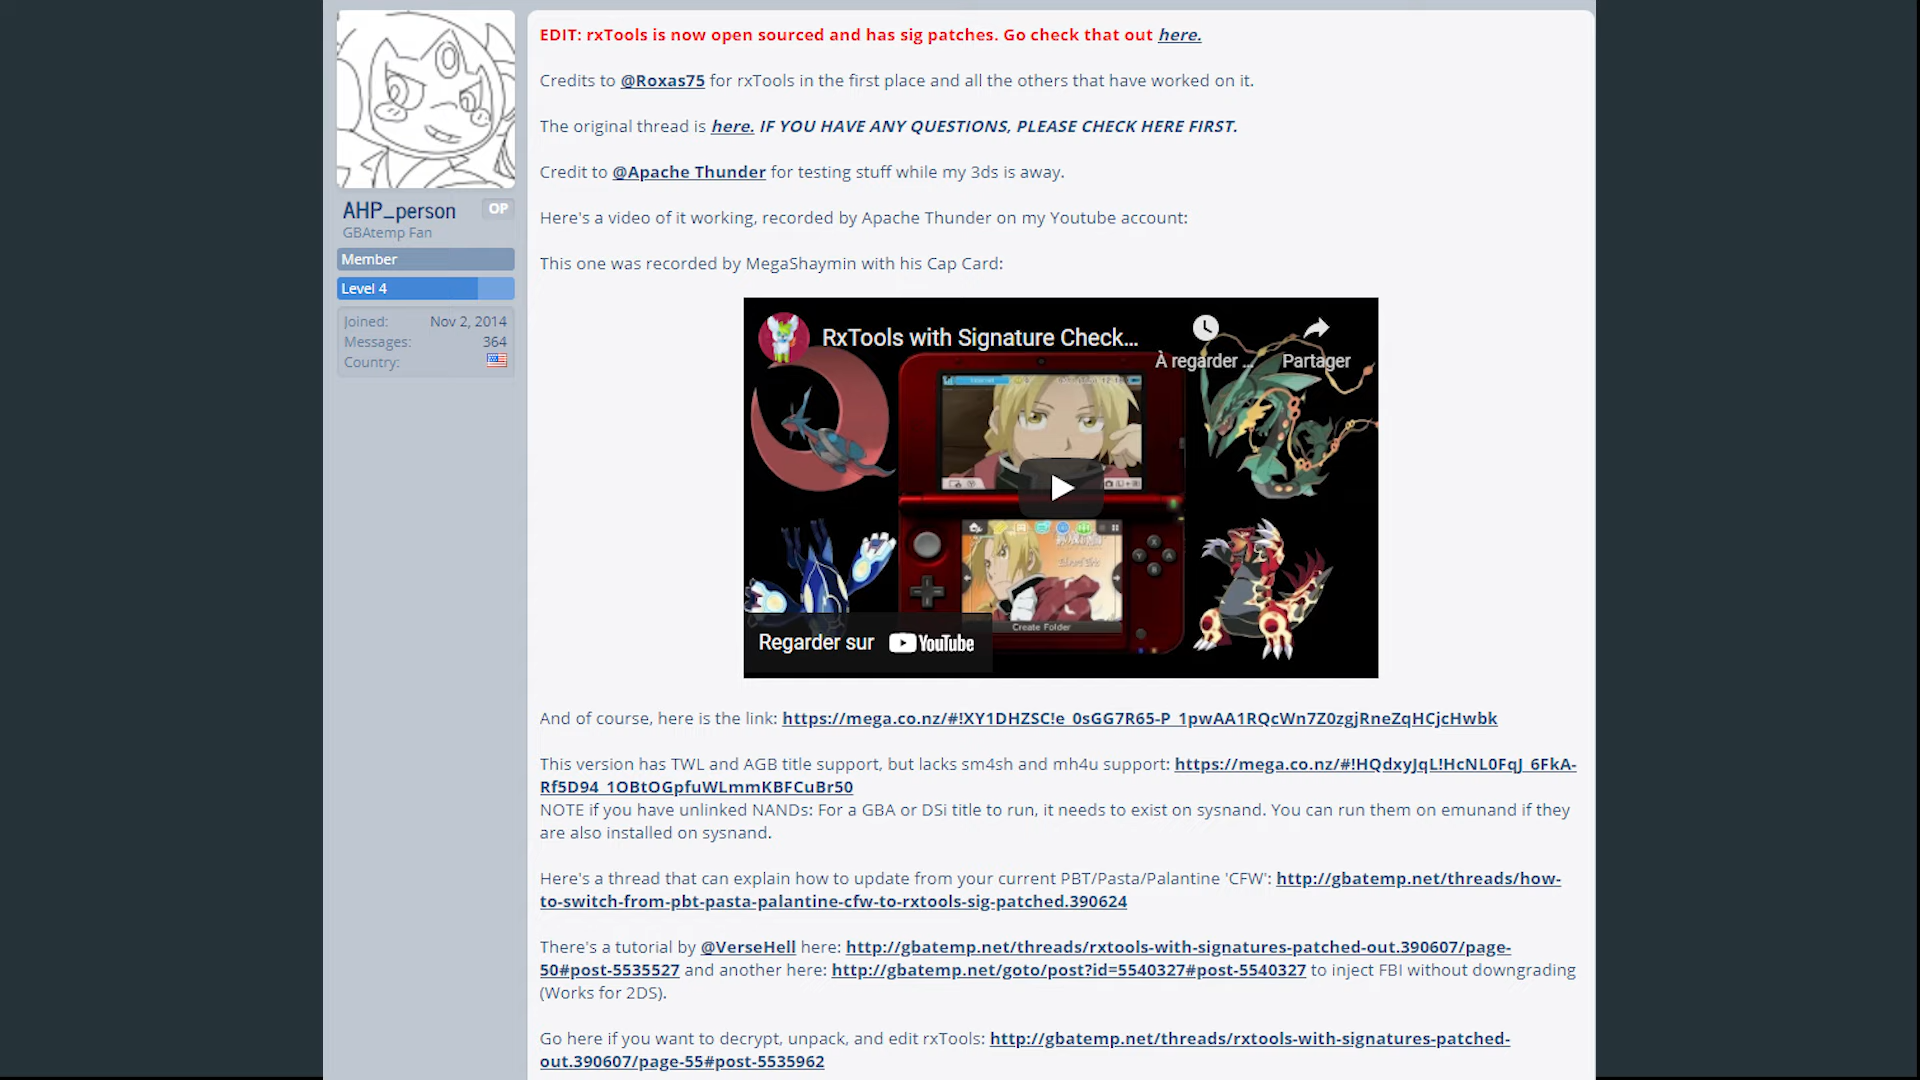 EDIT: rxTools is now open sourced and has sig patches. Go check that out here.
Credits to @Roxas75 for rxTools in the first place and all the others that have worked on it.
The original thread is here. IF YOU HAVE ANY QUESTIONS, PLEASE CHECK HERE FIRST.
Credit to @Apache Thunder for testing stuff while my 3ds is away.
AHP_person OP
GBAtemp Fan
Member
Level 4
Joined: Nov 2, 2014
Messages: 364
Country:
Here's a video of it working, recorded by Apache Thunder on my Youtube account:
This one was recorded by MegaShaymin with his Cap Card:
RxTools with Signature Check...
À regarder ...
Partager
Create Folder
Regarder sur YouTube
And of course, here is the link: https://mega.co.nz/#!XY1DHZSC!e_0sGG7R65-P_1pwAA1RQcWn7Z0zgjRneZqHCjcHwbk
This version has TWL and AGB title support, but lacks sm4sh and mh4u support: https://mega.co.nz/#!HQdxyJqL!HcNL0FqJ_6FkA-
Rf5D94_1OBtOGpfuWLmmKBFCuBr50
NOTE if you have unlinked NANDs: For a GBA or DSi title to run, it needs to exist on sysnand. You can run them on emunand if they
are also installed on sysnand.
Here's a thread that can explain how to update from your current PBT/Pasta/Palantine 'CFW': http://gbatemp.net/threads/how-
to-switch-from-pbt-pasta-palantine-cfw-to-rxtools-sig-patched.390624
There's a tutorial by @VerseHell here: http://gbatemp.net/threads/rxtools-with-signatures-patched-out.390607/page-
50#post-5535527 and another here: http://gbatemp.net/goto/post?id=5540327#post-5540327 to inject FBI without downgrading
(Works for 2DS).
Go here if you want to decrypt, unpack, and edit rxTools: http://gbatemp.net/threads/rxtools-with-signatures-patched-
out.390607/page-55#post-5535962